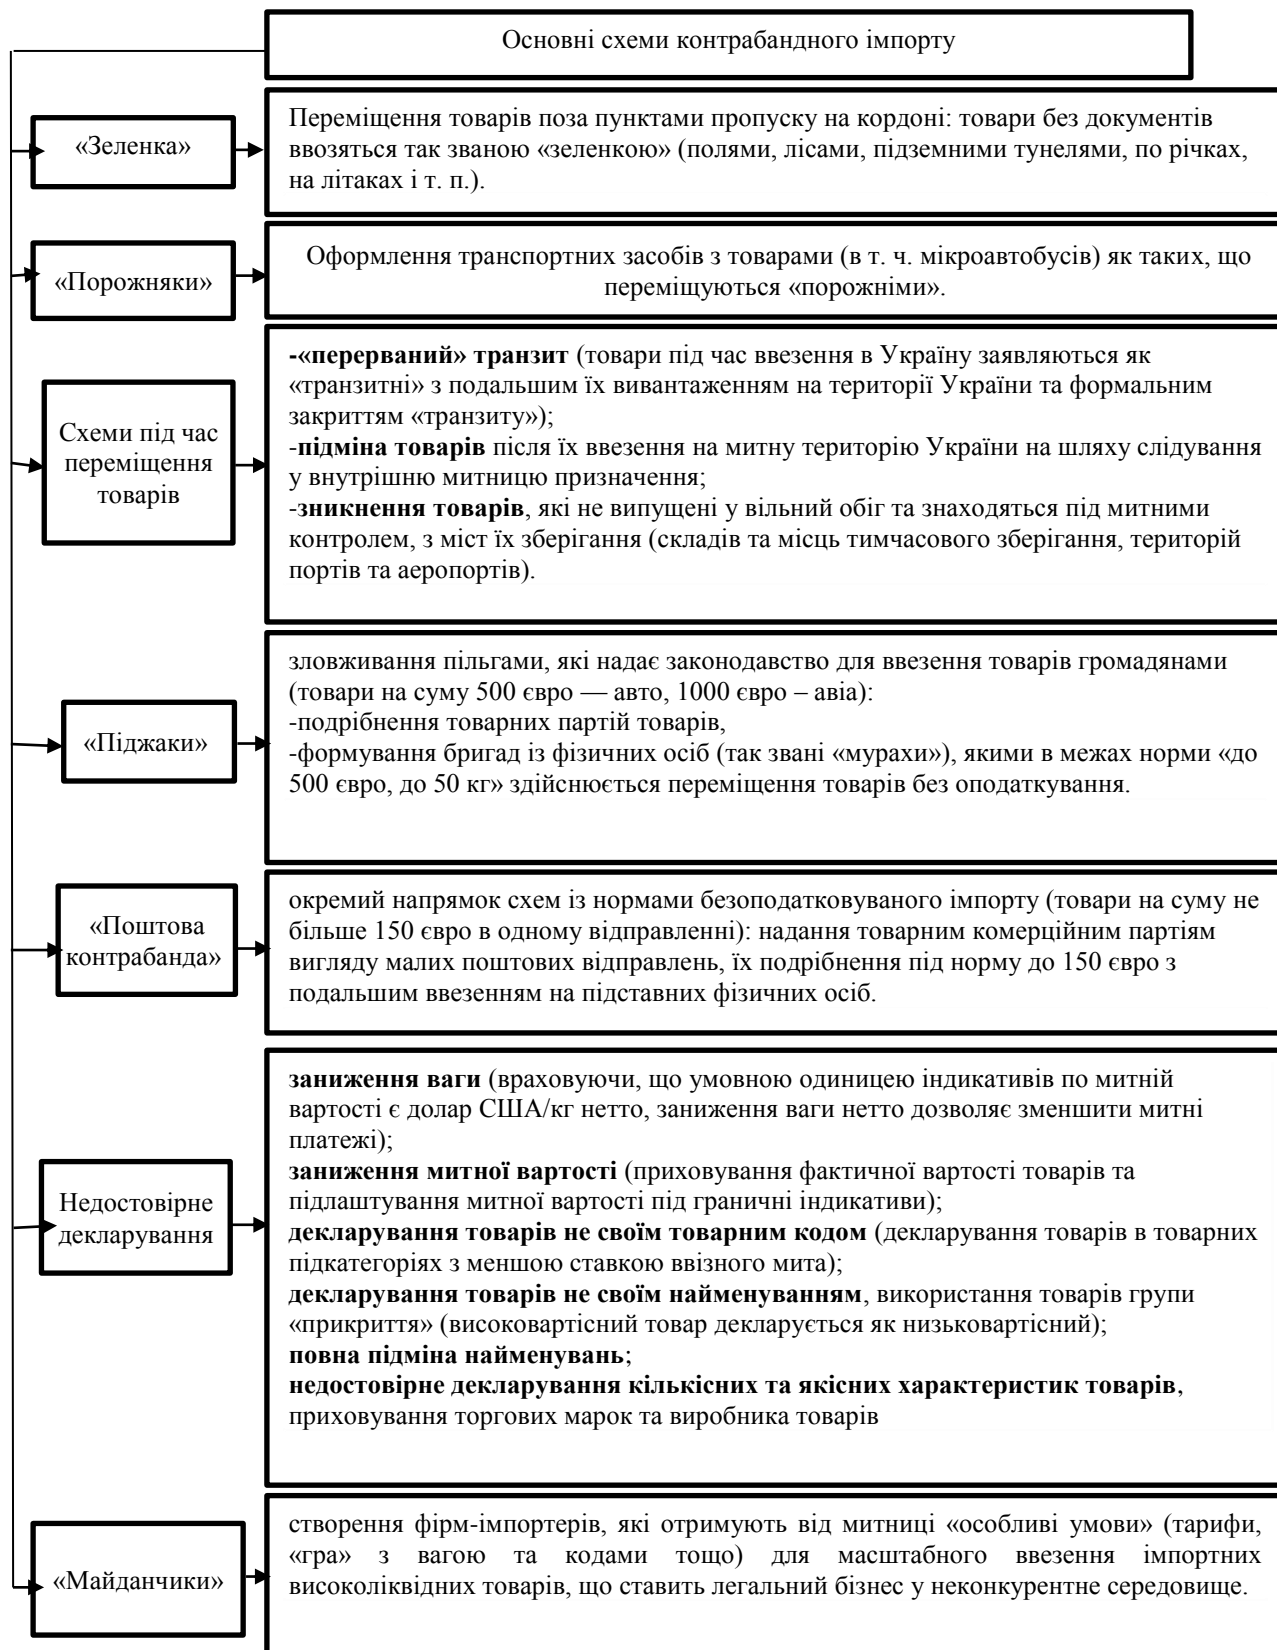 Основні схеми контрабандного імпорту
«Зеленка»
Переміщення товарів поза пунктами пропуску на кордоні: товари без документів
ввозяться так званою «зеленкою» (полями, лісами, підземними тунелями, по річках,
на літаках і т. п.).
«Порожняки»
Оформлення транспортних засобів з товарами (в т. ч. мікроавтобусів) як таких, що
переміщуються «порожніми».
Схеми під час
переміщення
товарів
-«перерваний» транзит (товари під час ввезення в Україну заявляються як
«транзитні» з подальшим їх вивантаженням на території України та формальним
закриттям «транзиту»);
-підміна товарів після їх ввезення на митну територію України на шляху слідування
у внутрішню митницю призначення;
-зникнення товарів, які не випущені у вільний обіг та знаходяться під митними
контролем, з міст їх зберігання (складів та місць тимчасового зберігання, територій
портів та аеропортів).
«Піджаки»
зловживання пільгами, які надає законодавство для ввезення товарів громадянами
(товари на суму 500 євро — авто, 1000 євро – авіа):
-подрібнення товарних партій товарів,
-формування бригад із фізичних осіб (так звані «мурахи»), якими в межах норми «до
500 євро, до 50 кг» здійснюється переміщення товарів без оподаткування.
«Поштова
контрабанда»
окремий напрямок схем із нормами безоподатковуваного імпорту (товари на суму не
більше 150 євро в одному відправленні): надання товарним комерційним партіям
вигляду малих поштових відправлень, їх подрібнення під норму до 150 євро з
подальшим ввезенням на підставних фізичних осіб.
Недостовірне
декларування
заниження ваги (враховуючи, що умовною одиницею індикативів по митній
вартості є долар США/кг нетто, заниження ваги нетто дозволяє зменшити митні
платежі);
заниження митної вартості (приховування фактичної вартості товарів та
підлаштування митної вартості під граничні індикативи);
декларування товарів не своїм товарним кодом (декларування товарів в товарних
підкатегоріях з меншою ставкою ввізного мита);
декларування товарів не своїм найменуванням, використання товарів групи
«прикриття» (високовартісний товар декларується як низьковартісний);
повна підміна найменувань;
недостовірне декларування кількісних та якісних характеристик товарів,
приховування торгових марок та виробника товарів
«Майданчики»
створення фірм-імпортерів, які отримують від митниці «особливі умови» (тарифи,
«гра» з вагою та кодами тощо) для масштабного ввезення імпортних
високоліквідних товарів, що ставить легальний бізнес у неконкурентне середовище.